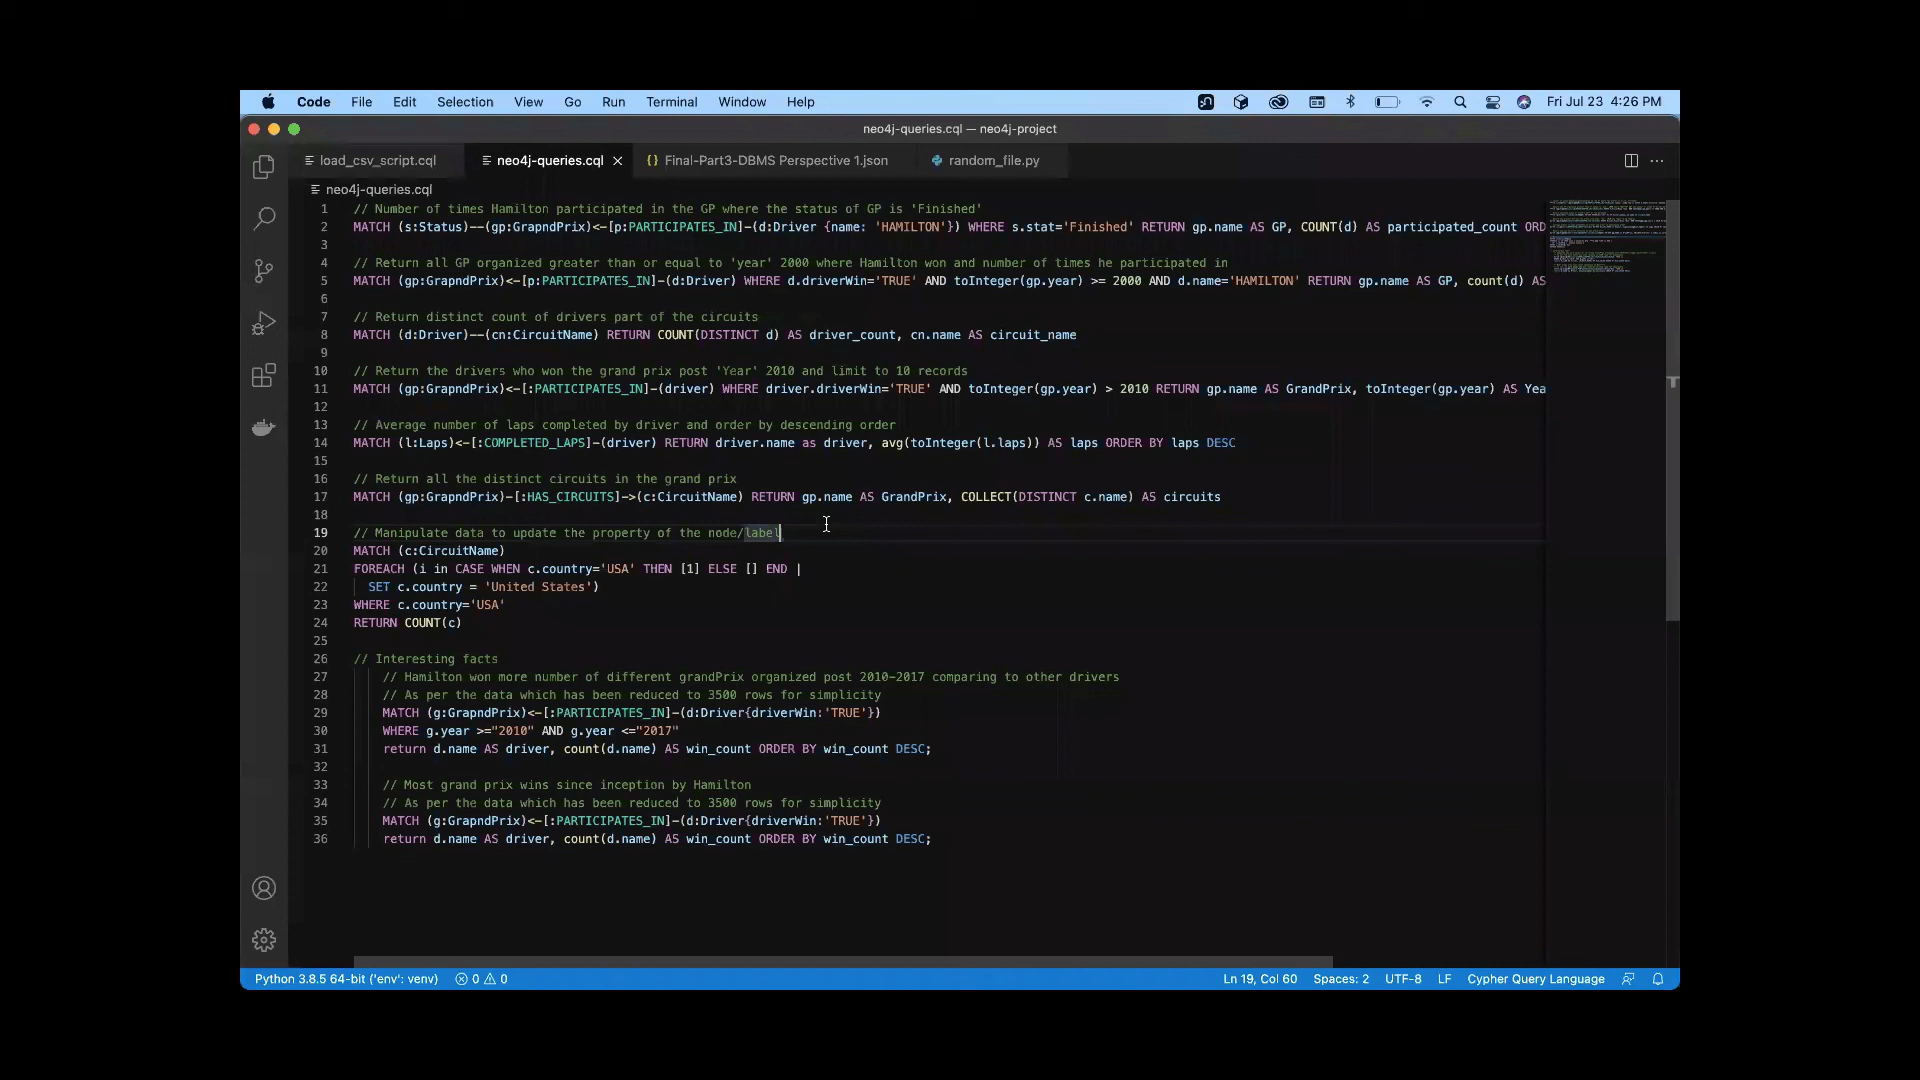 Code File Edit Selection View Go Run Terminal Window Help Fri Jul 23 4:26 PM
neo4j-queries.cql — neo4j-project
load_csv_script.cql neo4j-queries.cql {} Final-Part3-DBMS Perspective 1.json random_file.py
neo4j-queries.cql
1 // Number of times Hamilton participated in the GP where the status of GP is 'Finished'
2 MATCH (s:Status)--(gp:GrapndPrix)<-[p:PARTICIPATES_IN]-(d:Driver {name: 'HAMILTON'}) WHERE s.stat='Finished' RETURN gp.name AS GP, COUNT(d) AS participated_count ORD
3
4 // Return all GP organized greater than or equal to 'year' 2000 where Hamilton won and number of times he participated in
5 MATCH (gp:GrapndPrix)<-[p:PARTICIPATES_IN]-(d:Driver) WHERE d.driverWin='TRUE' AND toInteger(gp.year) >= 2000 AND d.name='HAMILTON' RETURN gp.name AS GP, count(d) AS
6
7 // Return distinct count of drivers part of the circuits
8 MATCH (d:Driver)--(cn:CircuitName) RETURN COUNT(DISTINCT d) AS driver_count, cn.name AS circuit_name
9
10 // Return the drivers who won the grand prix post 'Year' 2010 and limit to 10 records
11 MATCH (gp:GrapndPrix)<-[:PARTICIPATES_IN]-(driver) WHERE driver.driverWin='TRUE' AND toInteger(gp.year) > 2010 RETURN gp.name AS GrandPrix, toInteger(gp.year) AS Yea
12
13 // Average number of laps completed by driver and order by descending order
14 MATCH (l:Laps)<-[:COMPLETED_LAPS]-(driver) RETURN driver.name as driver, avg(toInteger(l.laps)) AS laps ORDER BY laps DESC
15
16 // Return all the distinct circuits in the grand prix
17 MATCH (gp:GrapndPrix)-[:HAS_CIRCUITS]->(c:CircuitName) RETURN gp.name AS GrandPrix, COLLECT(DISTINCT c.name) AS circuits
18
19 // Manipulate data to update the property of the node/label
20 MATCH (c:CircuitName)
21 FOREACH (i in CASE WHEN c.country='USA' THEN [1] ELSE [] END |
22 SET c.country = 'United States')
23 WHERE c.country='USA'
24 RETURN COUNT(c)
25
26 // Interesting facts
27 // Hamilton won more number of different grandPrix organized post 2010-2017 comparing to other drivers
28 // As per the data which has been reduced to 3500 rows for simplicity
29 MATCH (g:GrapndPrix)<-[:PARTICIPATES_IN]-(d:Driver{driverWin:'TRUE'})
30 WHERE g.year >="2010" AND g.year <="2017"
31 return d.name AS driver, count(d.name) AS win_count ORDER BY win_count DESC;
32
33 // Most grand prix wins since inception by Hamilton
34 // As per the data which has been reduced to 3500 rows for simplicity
35 MATCH (g:GrapndPrix)<-[:PARTICIPATES_IN]-(d:Driver{driverWin:'TRUE'})
36 return d.name AS driver, count(d.name) AS win_count ORDER BY win_count DESC;
Python 3.8.5 64-bit ('env': venv) 0 0 Ln 19, Col 60 Spaces: 2 UTF-8 LF Cypher Query Language